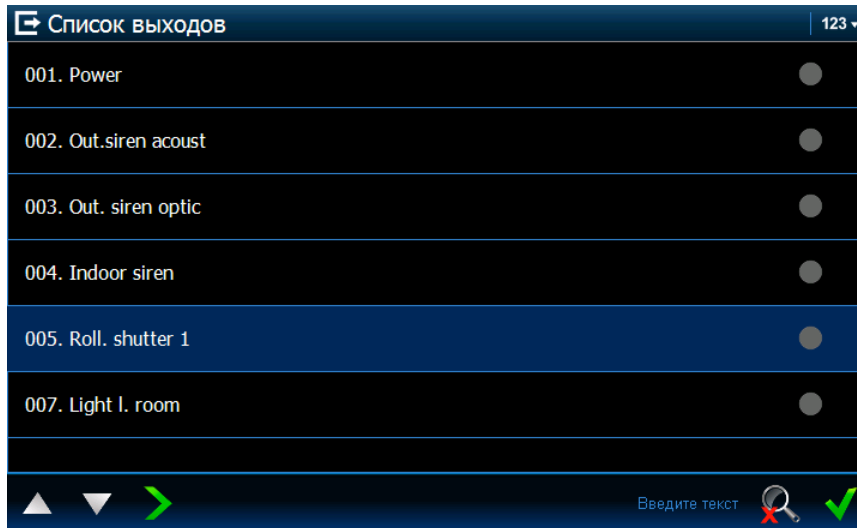 Список выходов
123
001. Power
002. Out.siren acoust
003. Out. siren optic
004. Indoor siren
005. Roll. shutter 1
007. Light l. room
Введите текст